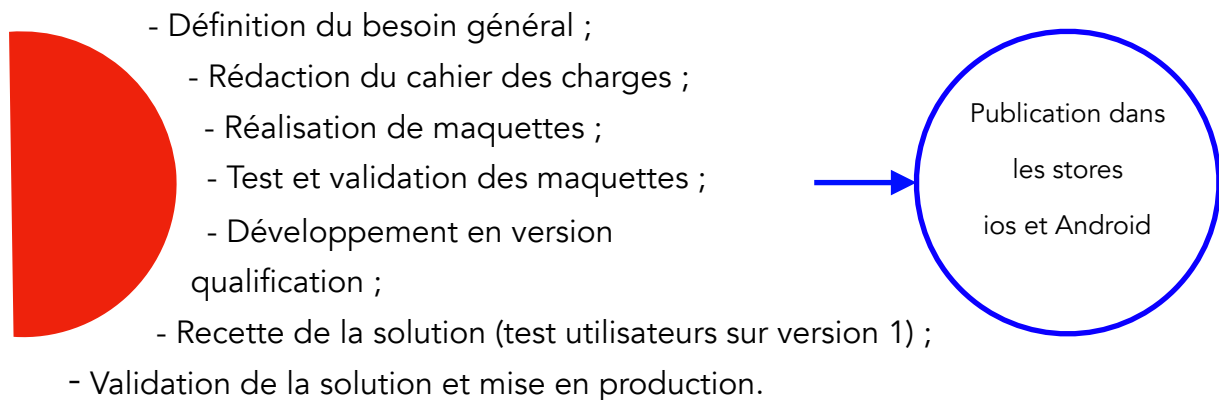 - Définition du besoin général ;
- Rédaction du cahier des charges ;
- Réalisation de maquettes ;
- Test et validation des maquettes ;
- Développement en version
qualification ;
- Recette de la solution (test utilisateurs sur version 1) ;
- Validation de la solution et mise en production.
Publication dans
les stores
ios et Android